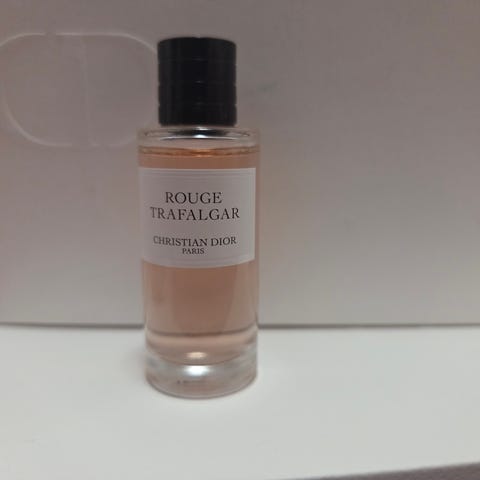 ROUGE
TRAFALGAR
CHRISTIAN DIOR
PARIS